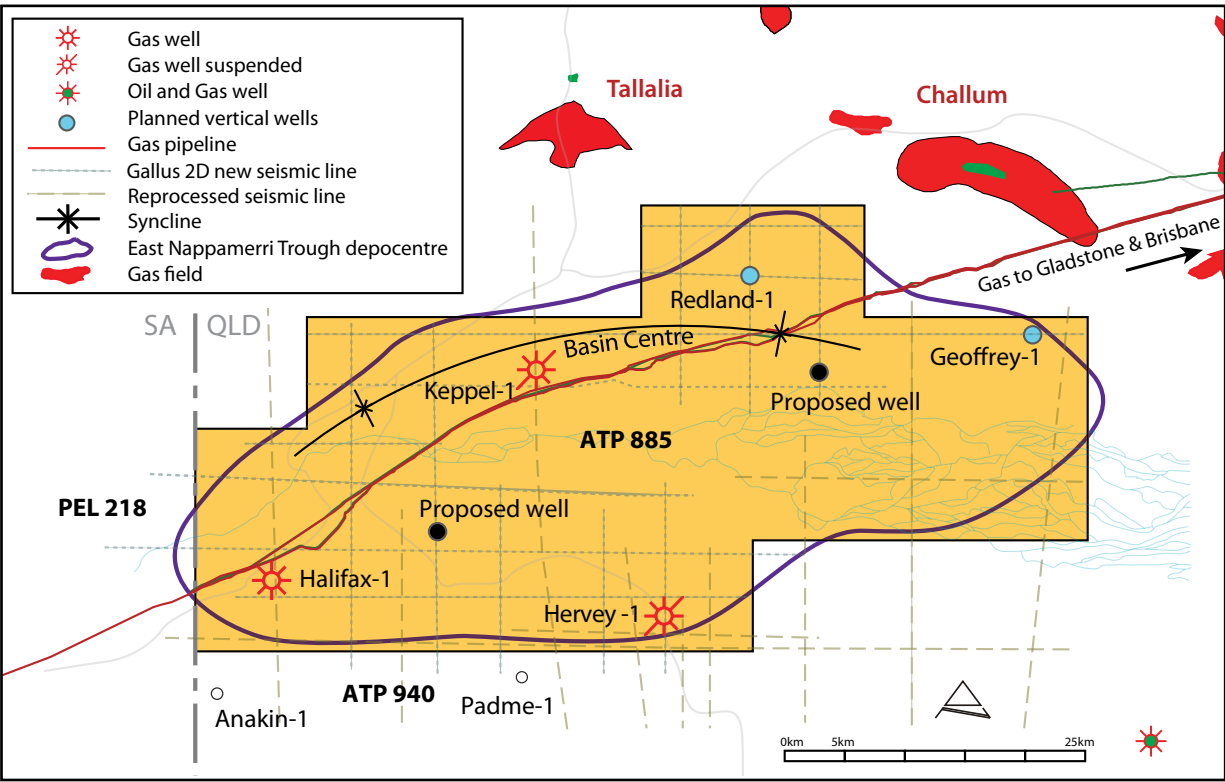 Gas well
Gas well suspended
Oil and Gas well
Planned vertical wells
Gas pipeline
Gallus 2D new seismic line
Reprocessed seismic line
Syncline
East Nappamerri Trough depocentre
Gas field
Tallalia
Challum
Gas to Gladstone & Brisbane
Redland-1
SA
QLD
Basin Centre
Geoffrey-1
Keppel-1
Proposed well
ATP 885
PEL 218
Proposed well
Halifax-1
Hervey -1
ATP 940
Padme-1
Anakin-1
0km
5km
25km